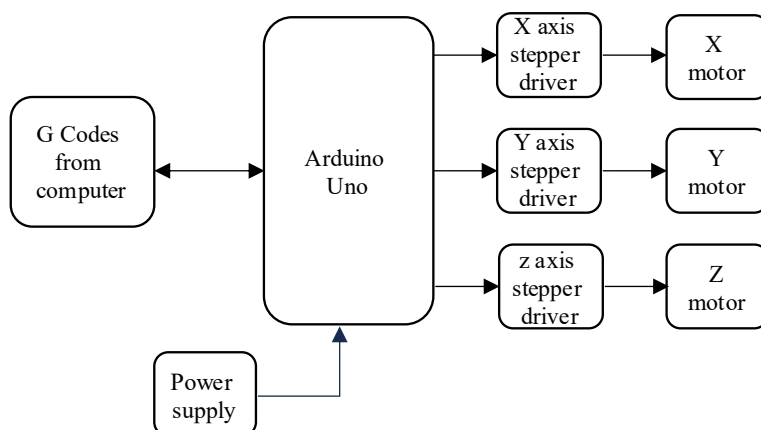 G Codes
from
computer
Arduino
Uno
X axis
stepper
driver
X
motor
Y axis
stepper
driver
Y
motor
z axis
stepper
driver
Z
motor
Power
supply